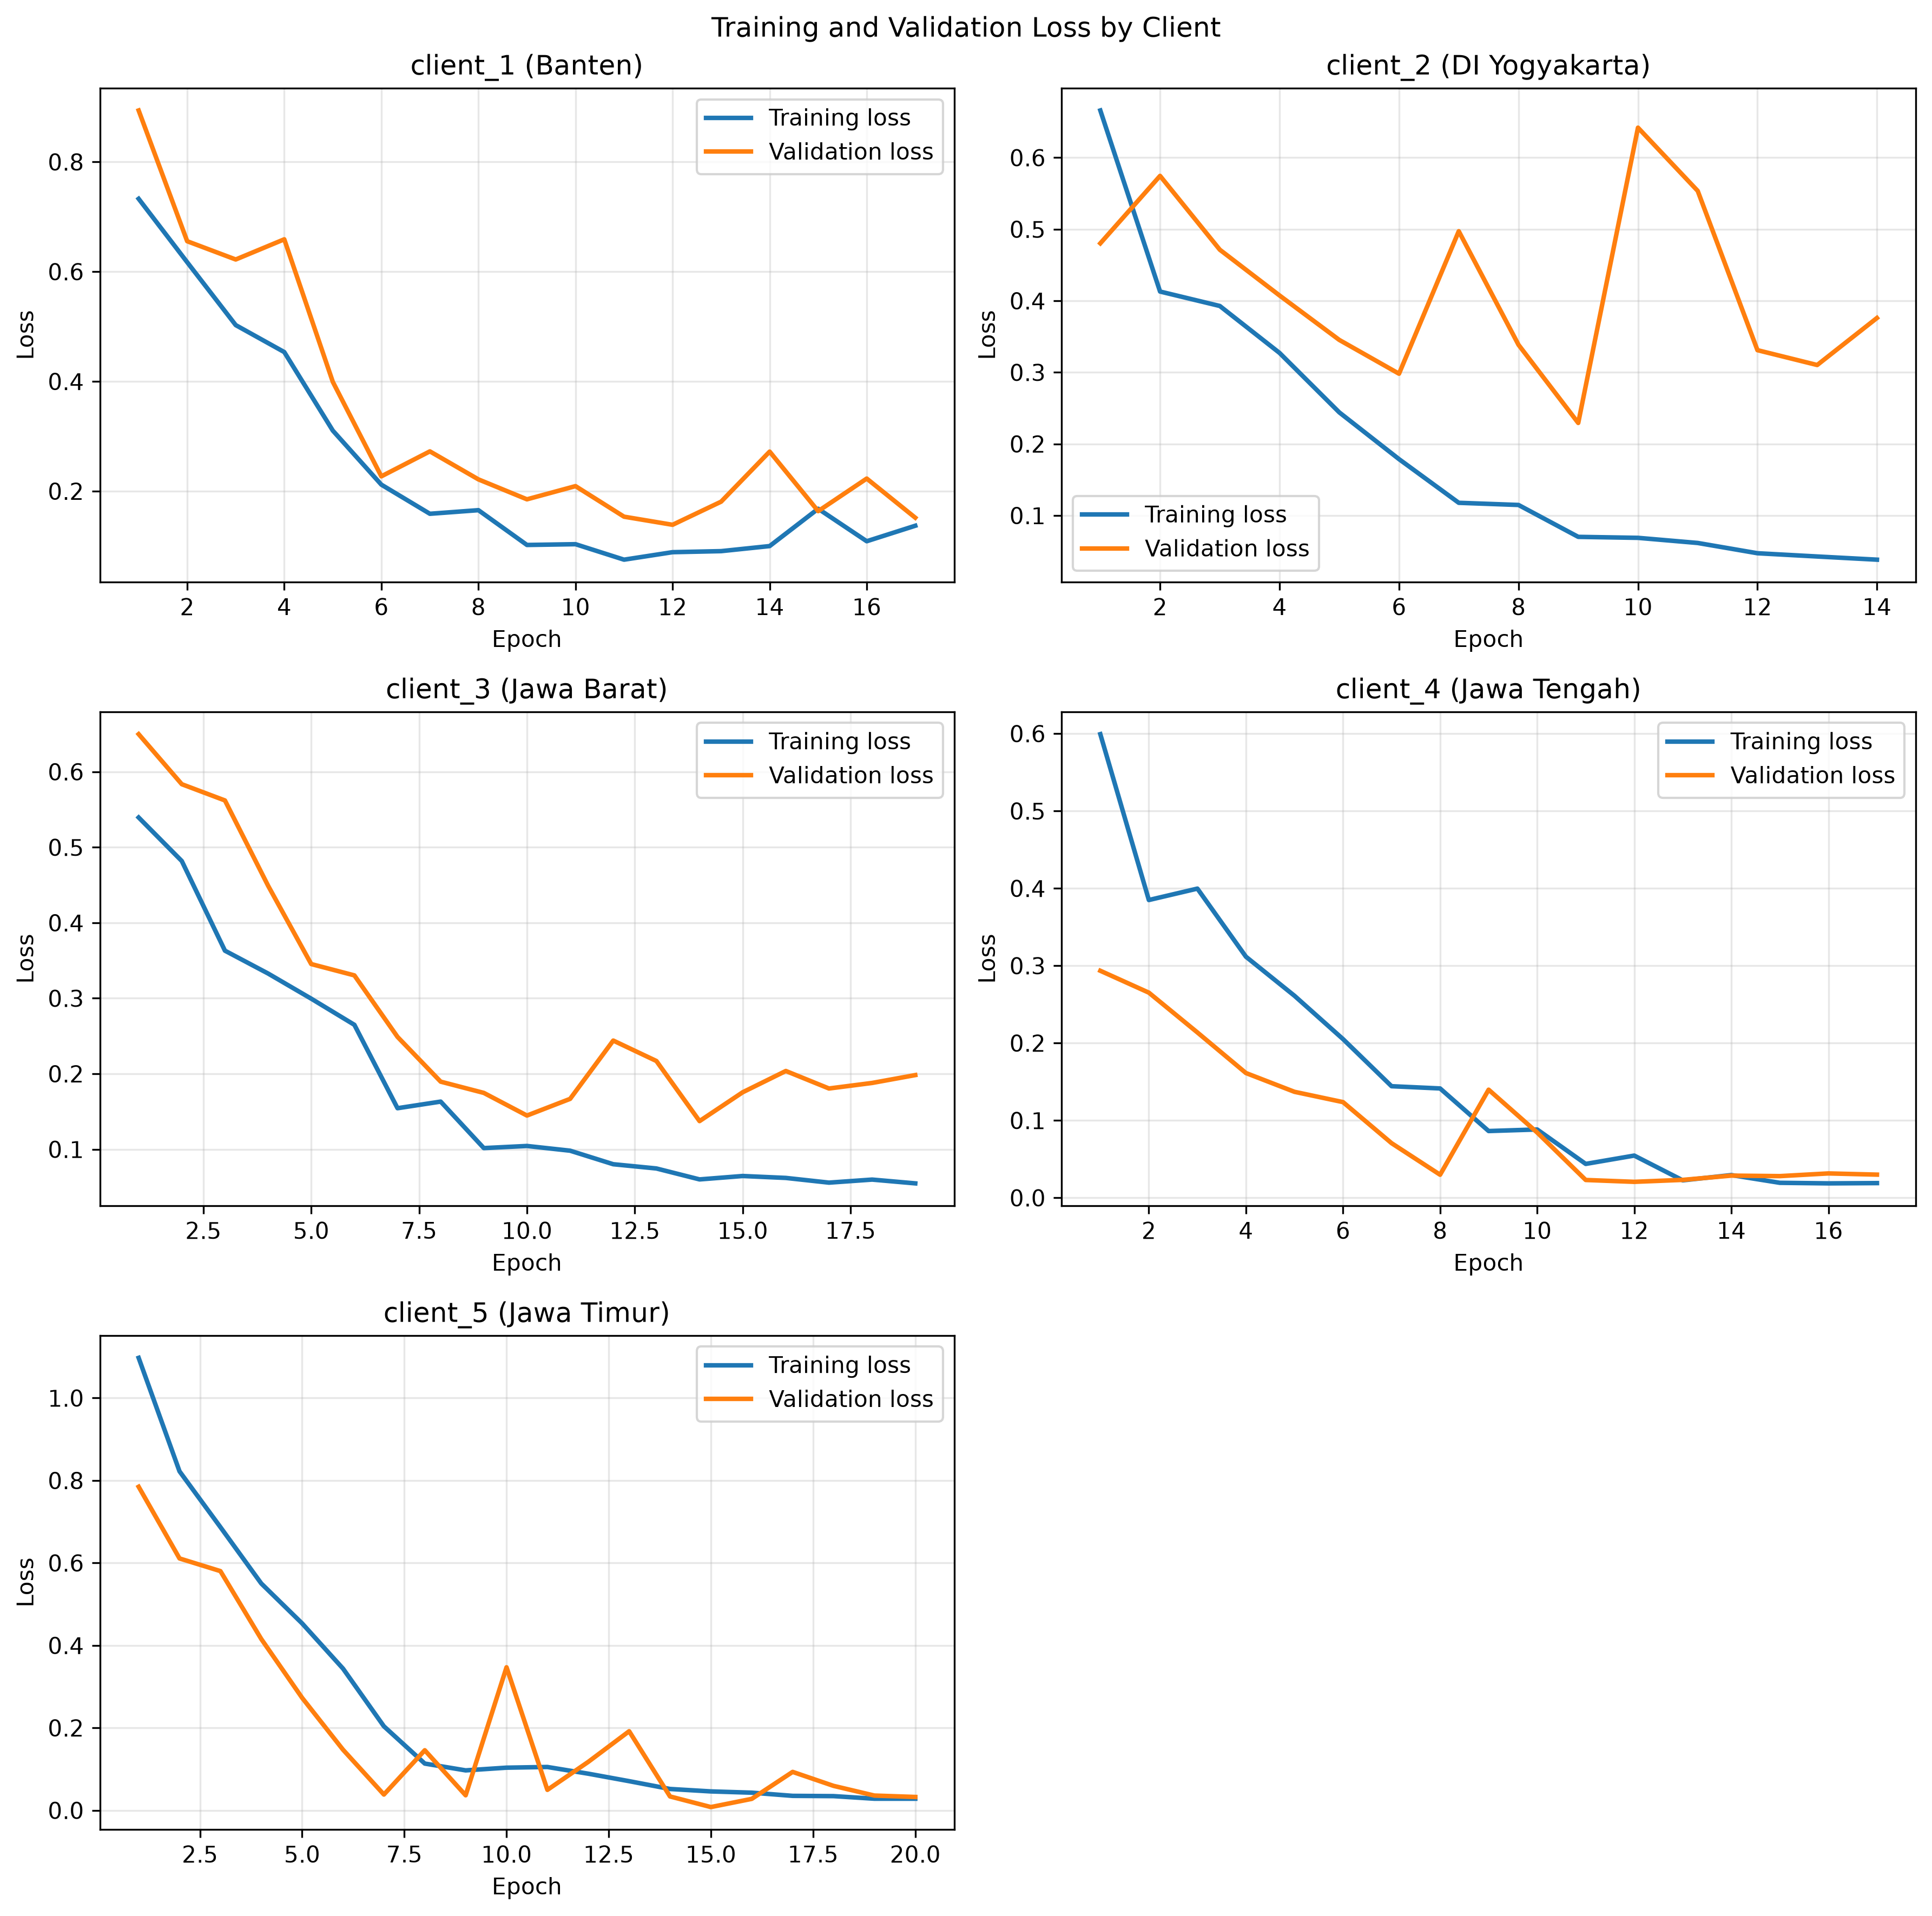 Training and Validation Loss by Client
client_1 (Banten)
Training loss
Validation loss
0.8
0.6
0.4
0.2
Loss
2 4 6 8 10 12 14 16
Epoch
client_2 (DI Yogyakarta)
0.6
0.5
0.4
0.3
0.2
0.1
Loss
Training loss
Validation loss
2 4 6 8 10 12 14
Epoch
client_3 (Jawa Barat)
Training loss
Validation loss
0.6
0.5
0.4
0.3
0.2
0.1
Loss
2.5 5.0 7.5 10.0 12.5 15.0 17.5
Epoch
client_4 (Jawa Tengah)
Training loss
Validation loss
0.6
0.5
0.4
0.3
0.2
0.1
0.0
Loss
2 4 6 8 10 12 14 16
Epoch
client_5 (Jawa Timur)
Training loss
Validation loss
1.0
0.8
0.6
0.4
0.2
0.0
Loss
2.5 5.0 7.5 10.0 12.5 15.0 17.5 20.0
Epoch